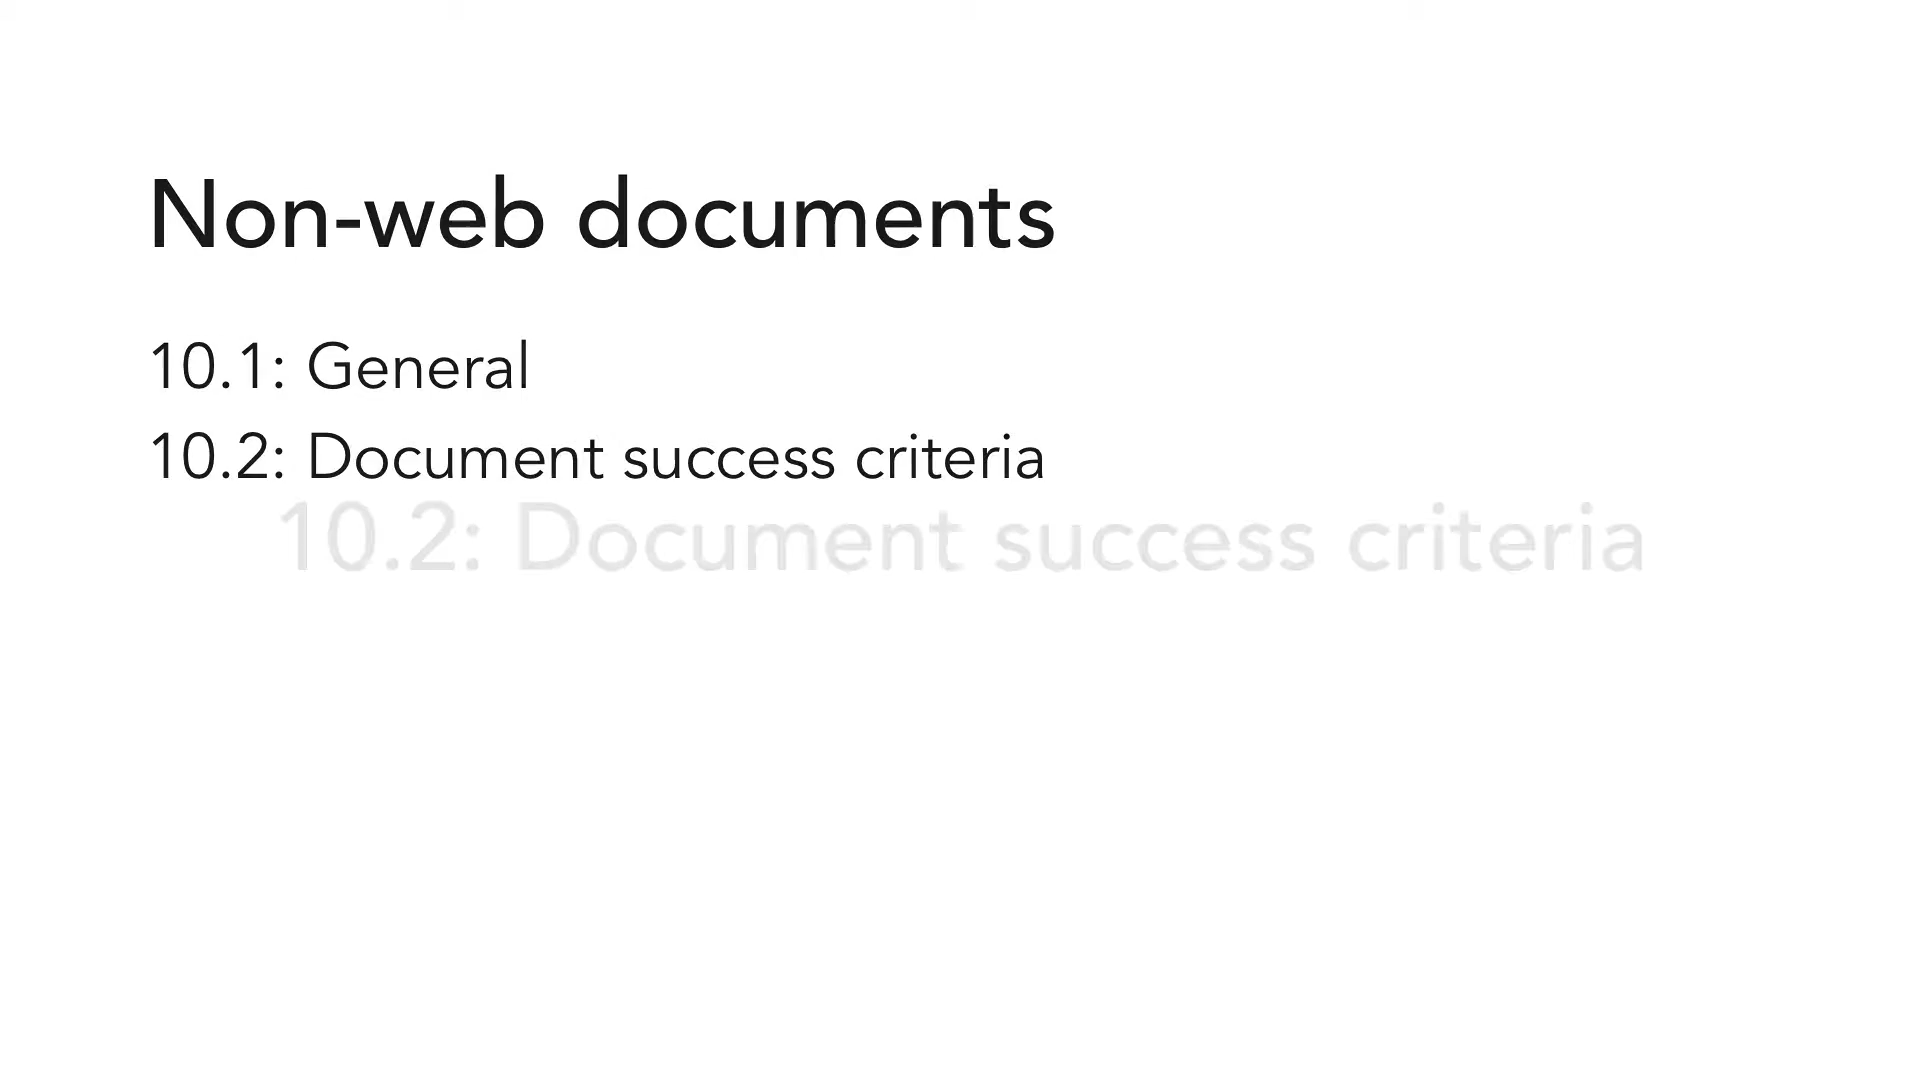 Non-web documents
10.1: General
10.2: Document success criteria
10.2: Document success criteria